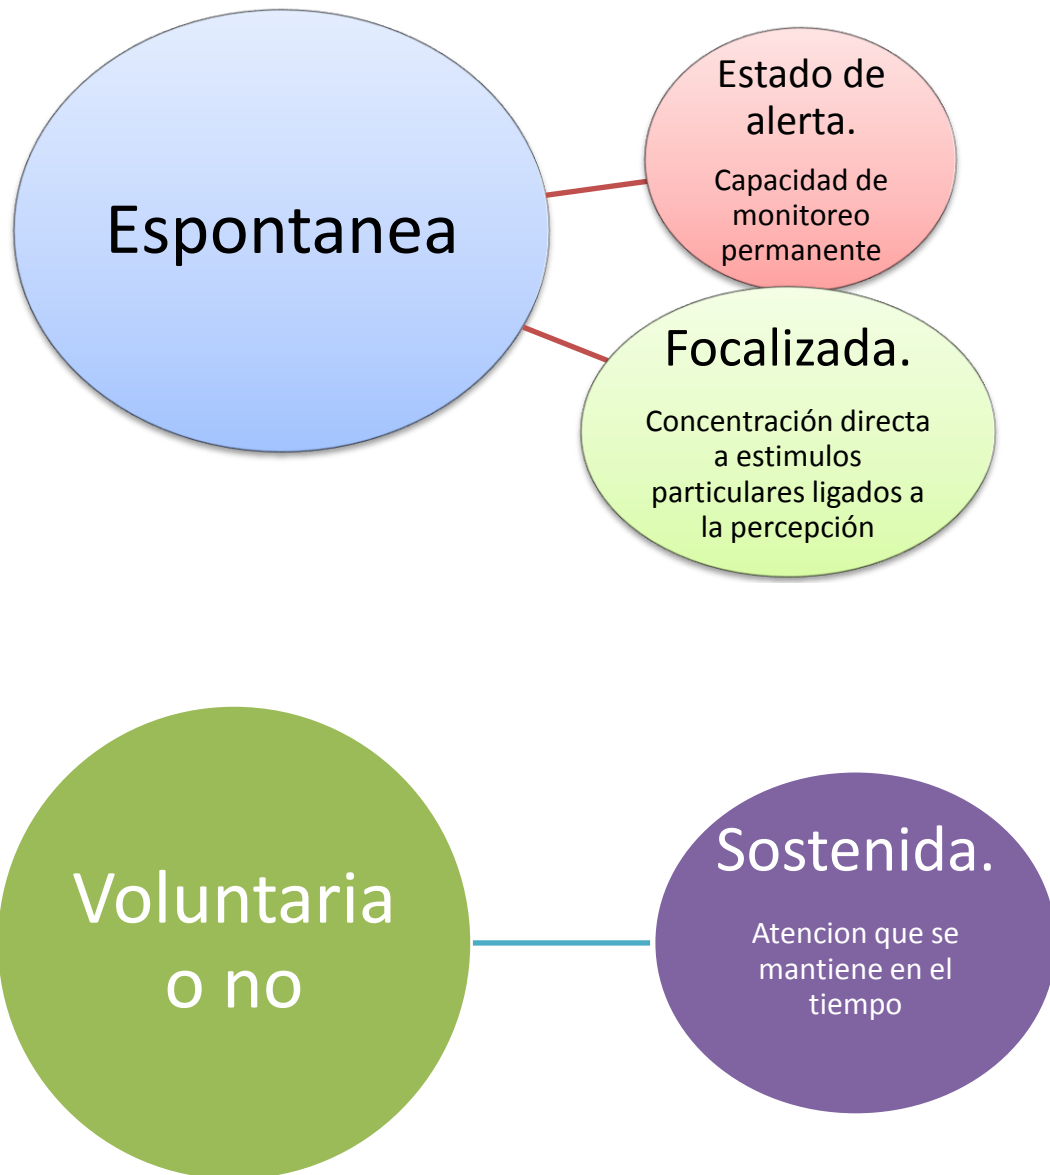 Espontanea
Estado de
alerta.
Capacidad de
monitoreo
permanente
Focalizada.
Concentración directa
a estimulos
particulares ligados a
la percepción
Voluntaria
o no
Sostenida.
Atencion que se
mantiene en el
tiempo